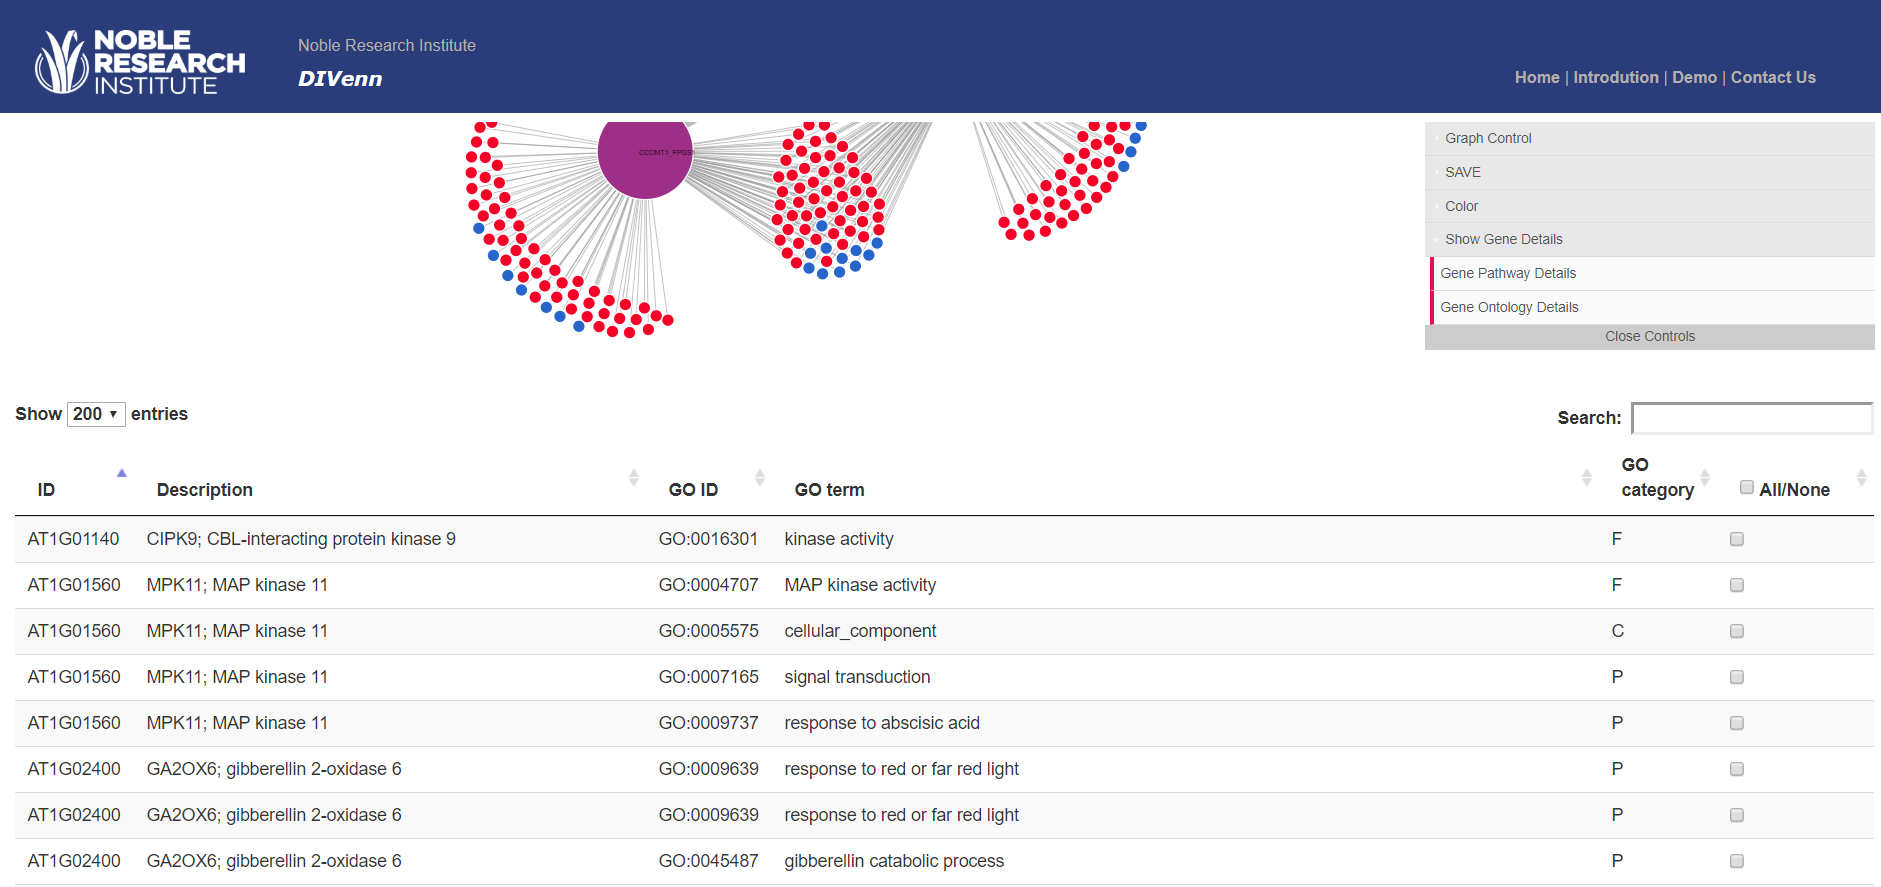 NOBLE
RESEARCH
INSTITUTE
Noble Research Institute
DIVenn
Home | Introdution | Demo | Contact Us
CCOMT1_FPGS
Graph Control
SAVE
Color
Show Gene Details
Gene Pathway Details
Gene Ontology Details
Close Controls
Show 200 entries
Search:
ID Description GO ID GO term GO category All/None
AT1G01140 CIPK9; CBL-interacting protein kinase 9 GO:0016301 kinase activity F
AT1G01560 MPK11; MAP kinase 11 GO:0004707 MAP kinase activity F
AT1G01560 MPK11; MAP kinase 11 GO:0005575 cellular_component C
AT1G01560 MPK11; MAP kinase 11 GO:0007165 signal transduction P
AT1G01560 MPK11; MAP kinase 11 GO:0009737 response to abscisic acid P
AT1G02400 GA2OX6; gibberellin 2-oxidase 6 GO:0009639 response to red or far red light P
AT1G02400 GA2OX6; gibberellin 2-oxidase 6 GO:0009639 response to red or far red light P
AT1G02400 GA2OX6; gibberellin 2-oxidase 6 GO:0045487 gibberellin catabolic process P